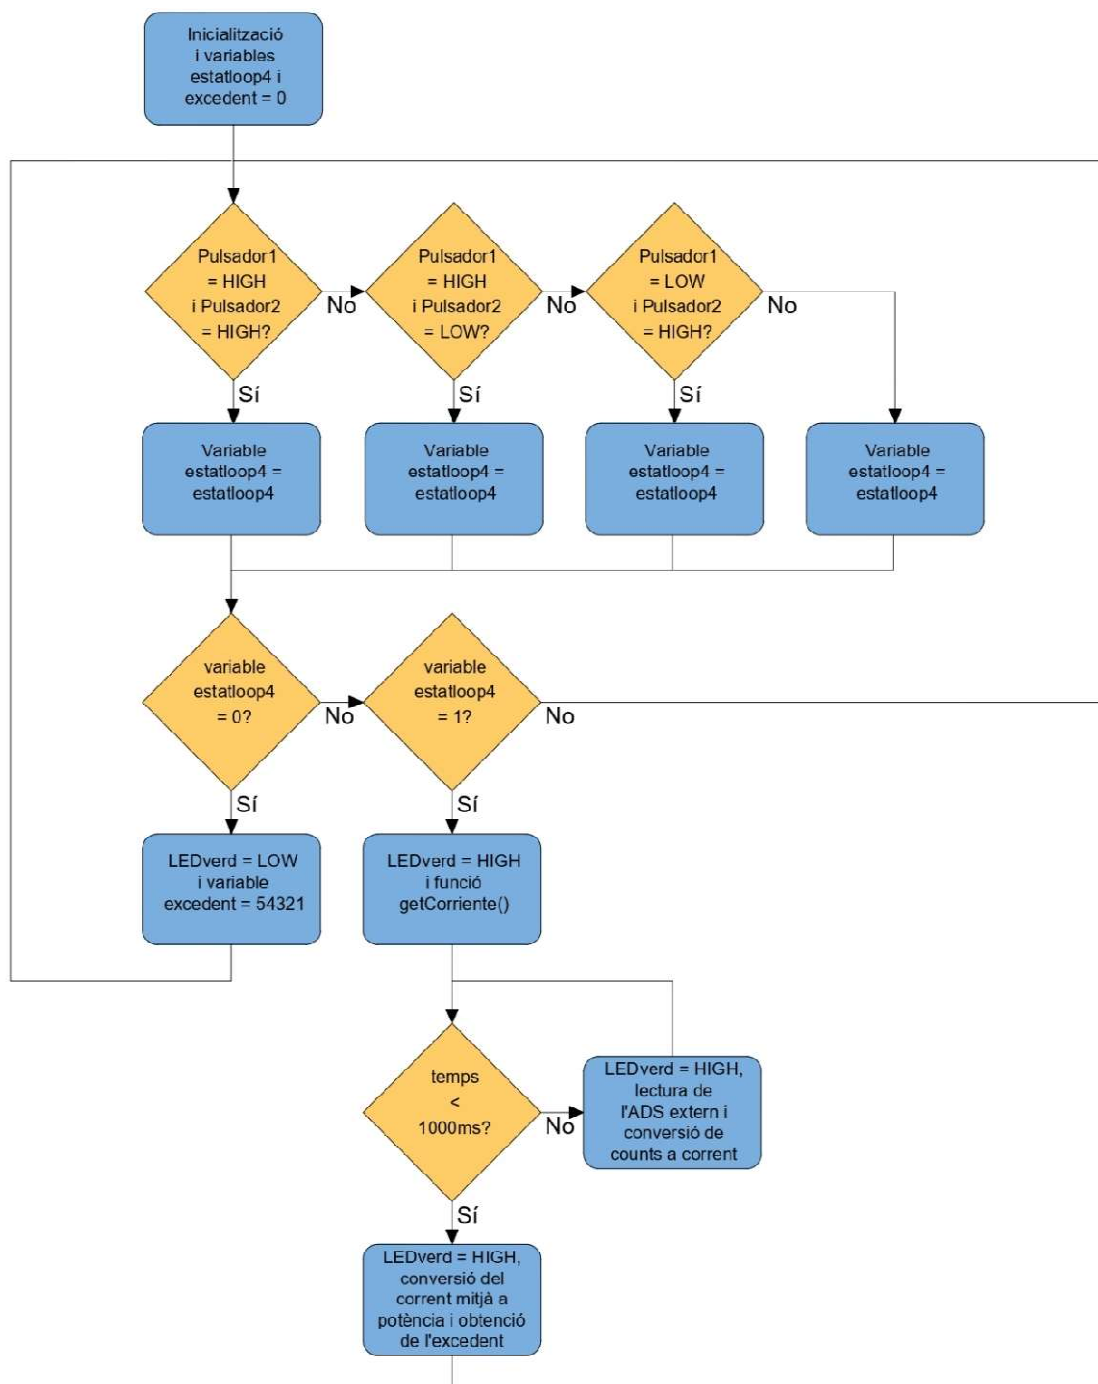 Inicialització
i variables
estatloop4 i
excedent = 0
Pulsador1
= HIGH
i Pulsador2
= HIGH?
No
Sí
Pulsador1
= HIGH
i Pulsador2
= LOW?
No
Sí
Pulsador1
= LOW
i Pulsador2
= HIGH?
No
Sí
Variable
estatloop4 =
estatloop4
Variable
estatloop4 =
estatloop4
Variable
estatloop4 =
estatloop4
Variable
estatloop4 =
estatloop4
variable
estatloop4
= 0?
No
Sí
variable
estatloop4
= 1?
No
Sí
LEDverd = LOW
i variable
excedent = 54321
LEDverd = HIGH
i funció
getCorriente()
temps
<
1000ms?
No
Sí
LEDverd = HIGH,
lectura de
l'ADS extern i
conversió de
counts a corrent
LEDverd = HIGH,
conversió del
corrent mitjà a
potència i obtenció
de l'excedent